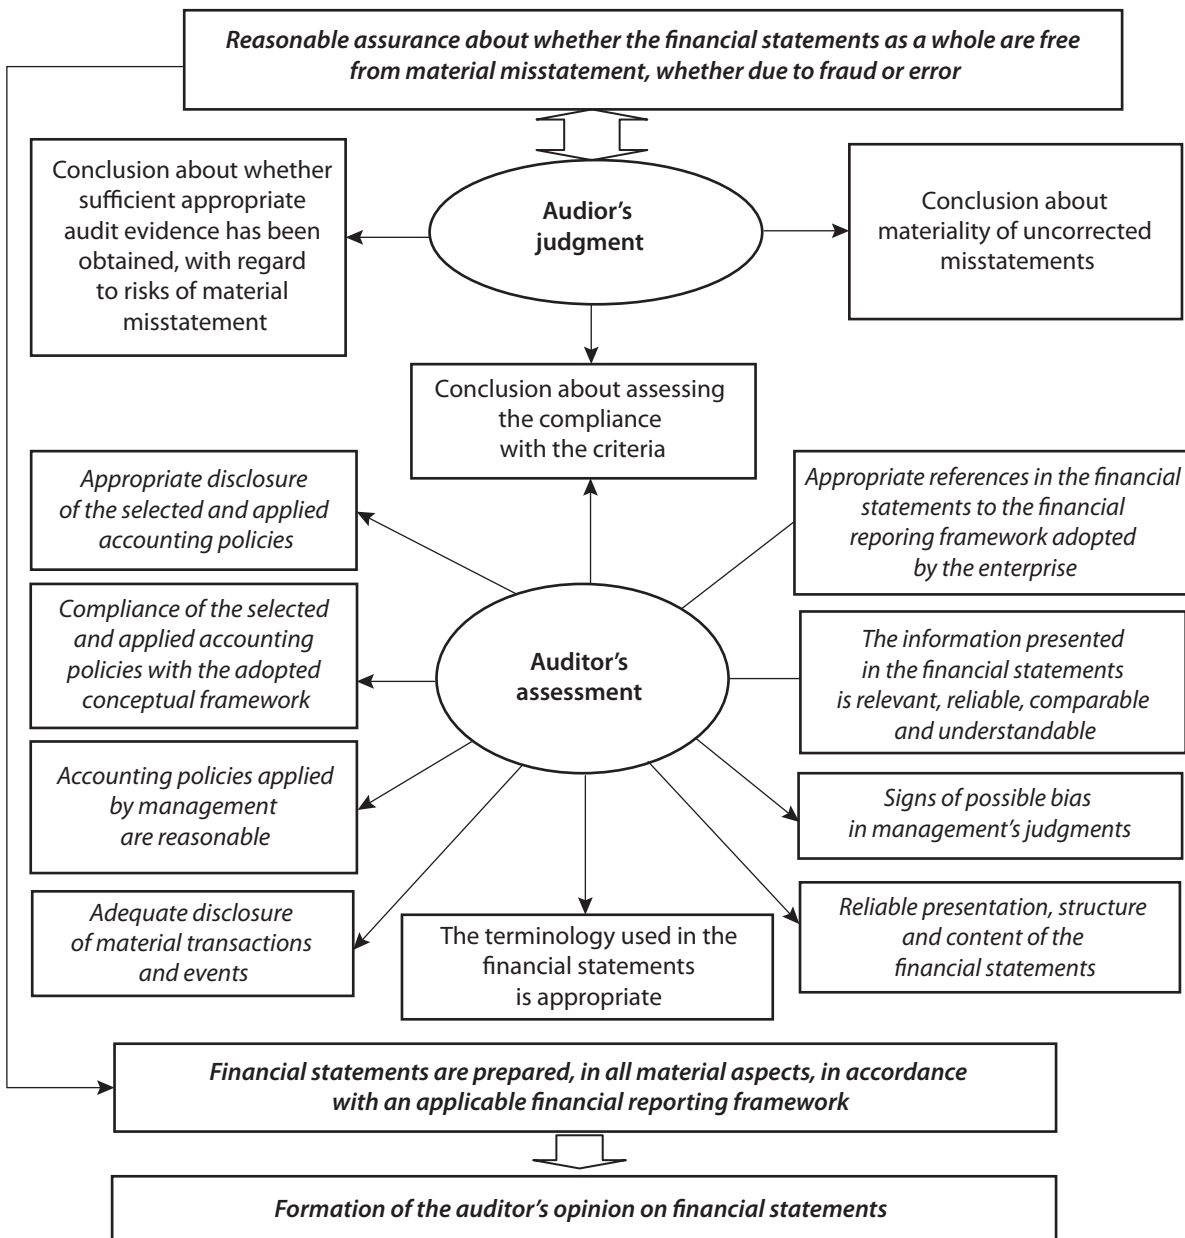 Reasonable assurance about whether the financial statements as a whole are free
from material misstatement, whether due to fraud or error
Conclusion about whether
sufficient appropriate
audit evidence has been
obtained, with regard
to risks of material
misstatement
Audior's
judgment
Conclusion about
materiality of uncorrected
misstatements
Conclusion about assessing
the compliance
with the criteria
Appropriate disclosure
of the selected and applied
accounting policies
Appropriate references in the financial
statements to the financial
reporing framework adopted
by the enterprise
Compliance of the selected
and applied accounting
policies with the adopted
conceptual framework
Auditor's
assessment
The information presented
in the financial statements
is relevant, reliable, comparable
and understandable
Accounting policies applied
by management
are reasonable
Signs of possible bias
in management's judgments
Adequate disclosure
of material transactions
and events
The terminology used in the
financial statements
is appropriate
Reliable presentation, structure
and content of the
financial statements
Financial statements are prepared, in all material aspects, in accordance
with an applicable financial reporting framework
Formation of the auditor's opinion on financial statements